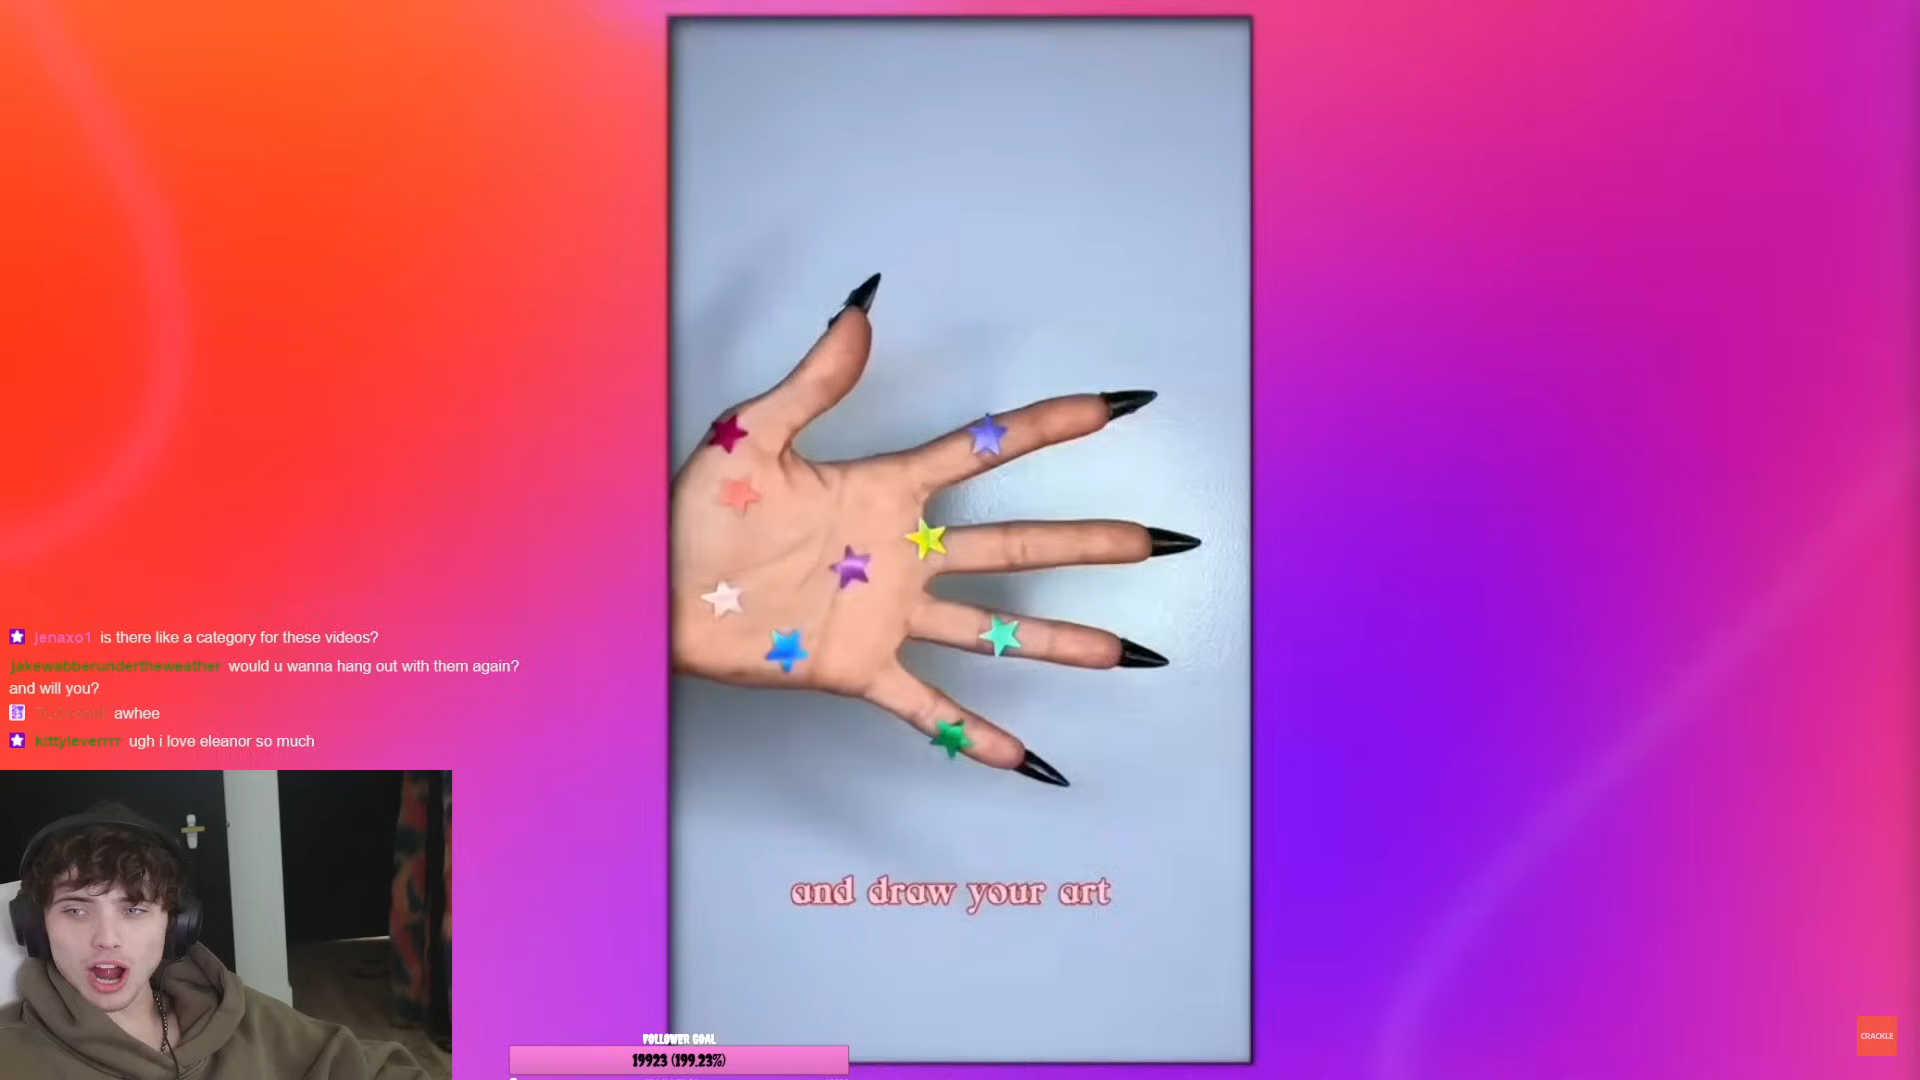 jenaxo1 is there like a category for these videos?
jakewabberundertheweather would u wanna hang out with them again?
and will you?
awhee
kittyleverrrr ugh i love eleanor so much
and draw your art
FOLLOWER GOAL
19923 (199.23%)
CRACKLE